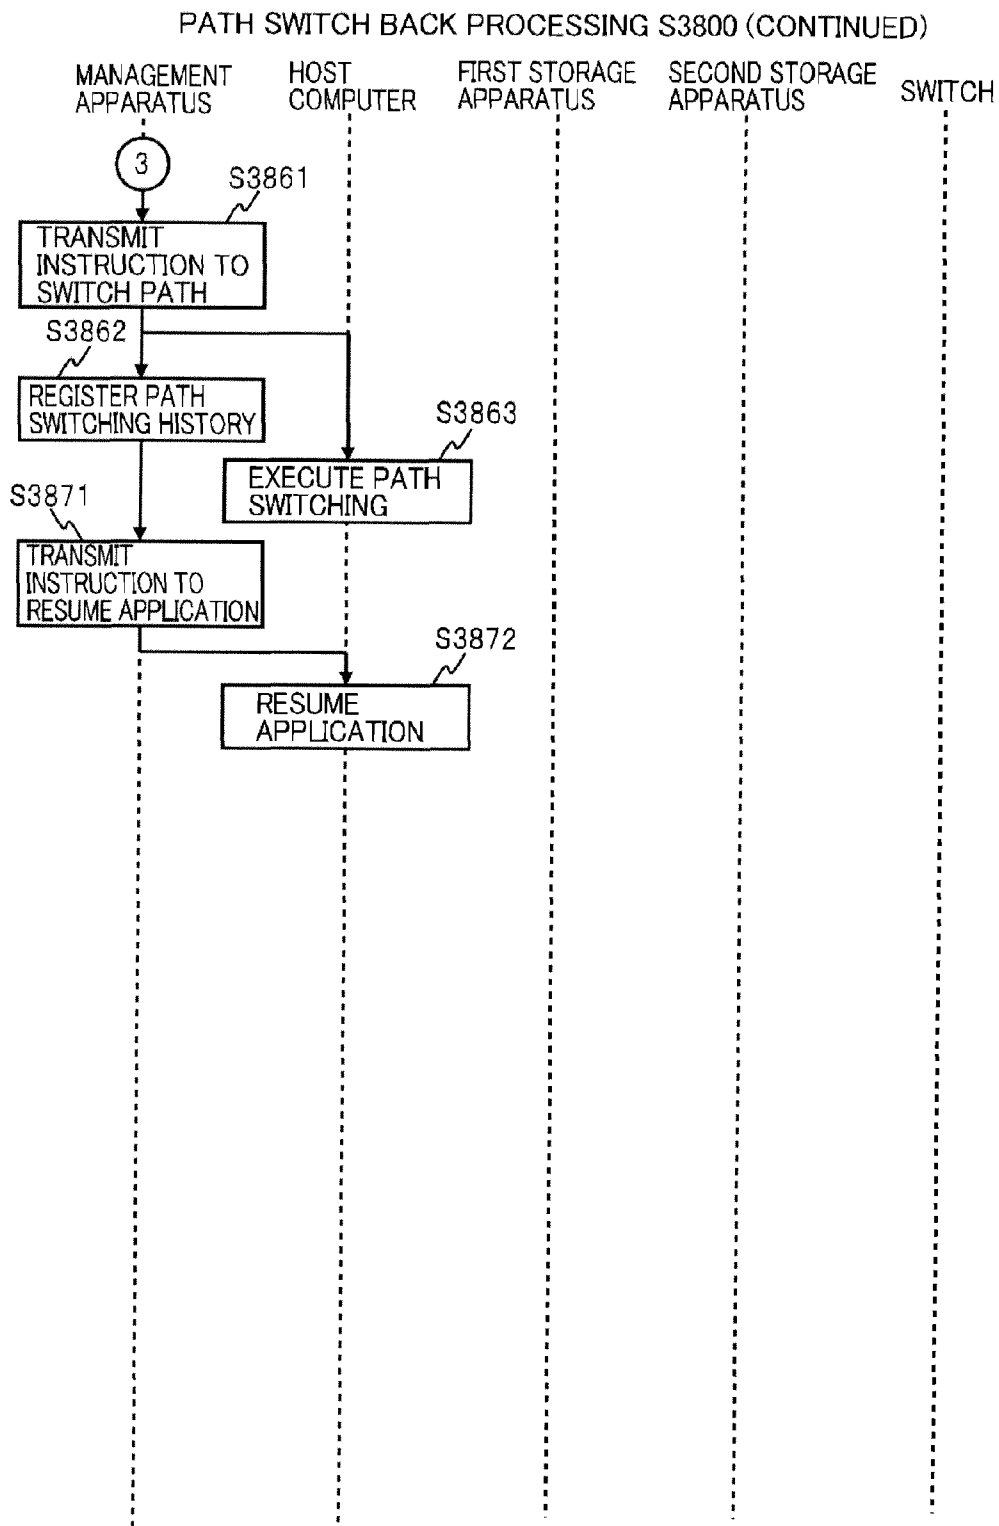 PATH SWITCH BACK PROCESSING S3800 (CONTINUED)
MANAGEMENT
APPARATUS
HOST
COMPUTER
FIRST STORAGE
APPARATUS
SECOND STORAGE
APPARATUS
SWITCH
3
S3861
TRANSMIT
INSTRUCTION TO
SWITCH PATH
S3862
REGISTER PATH
SWITCHING HISTORY
S3863
EXECUTE PATH
SWITCHING
S3871
TRANSMIT
INSTRUCTION TO
RESUME APPLICATION
S3872
RESUME
APPLICATION